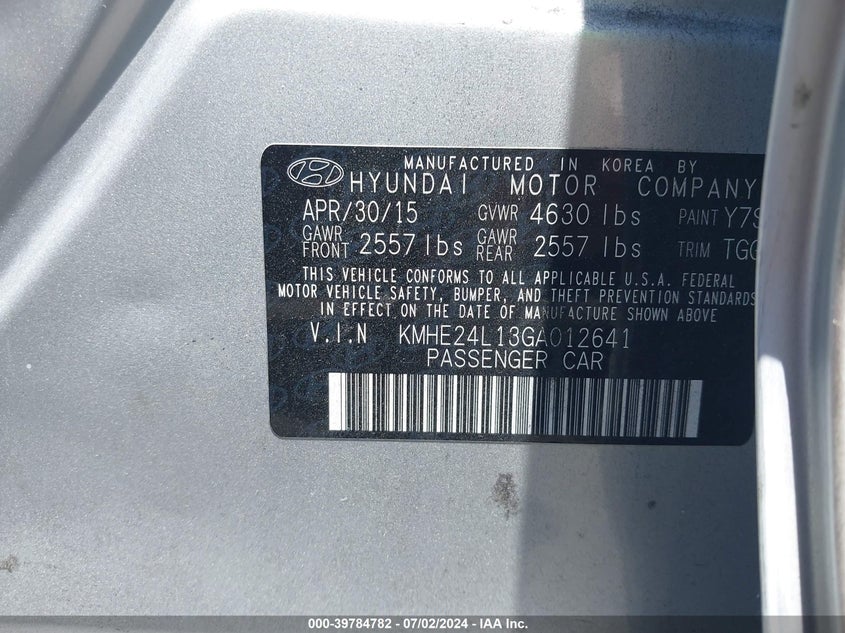 MANUFACTURED IN KOREA BY
HYUNDAI MOTOR COMPANY
APR/30/15 GVWR 4630 lbs PAINT
GAWR FRONT 2557 lbs GAWR REAR 2557 lbs TRIM
THIS VEHICLE CONFORMS TO ALL APPLICABLE U.S.A. FEDERAL
MOTOR VEHICLE SAFETY, BUMPER, AND THEFT PREVENTION STANDARDS
IN EFFECT ON THE DATE OF MANUFACTURE SHOWN ABOVE.
V.I.N KMHE24L13GA012641
PASSENGER CAR
000-39784782 - 07/02/2024 - IAA Inc.